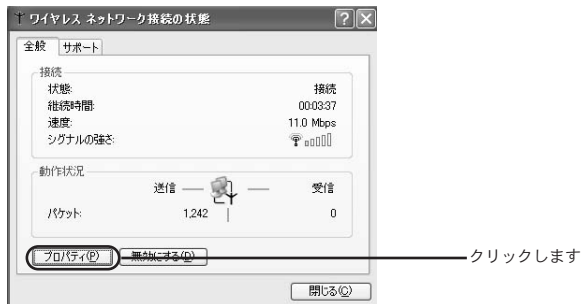 ワイヤレス ネットワーク接続の状態
全般 サポート
接続
状態: 接続
継続時間: 00:03:37
速度: 11.0 Mbps
シグナルの強さ:
動作状況
送信 受信
パケット: 1,242 0
プロパティ(P) 無効にする(D) クリックします
閉じる(C)